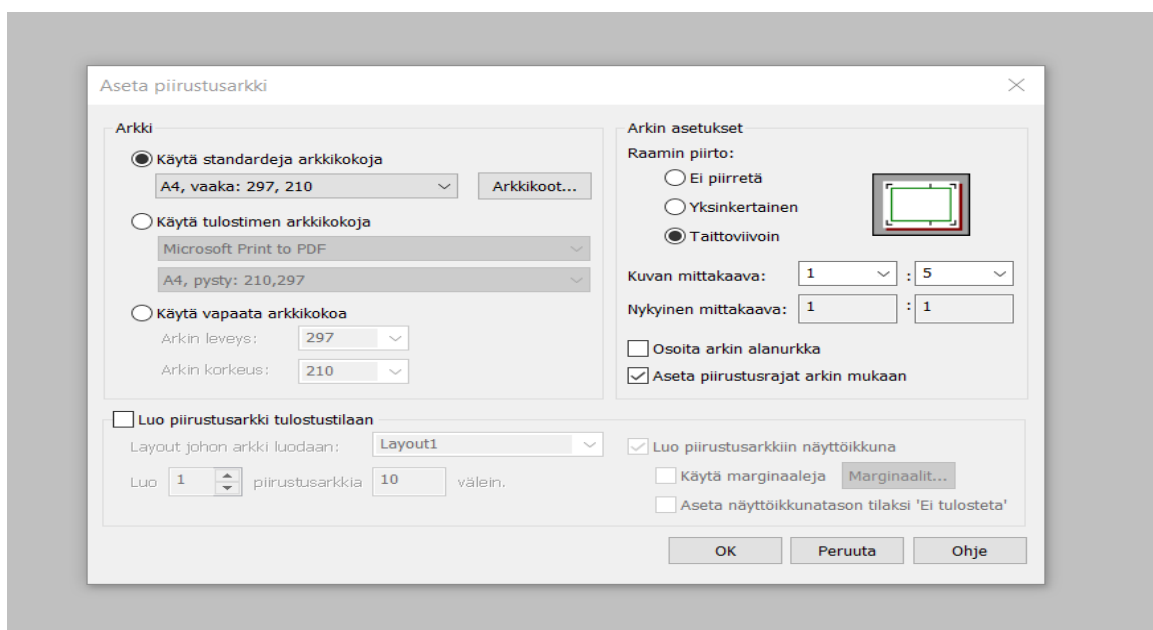 Aseta piirustusarkki
Arkki
Käytä standardeja arkkikokoja
A4, vaaka: 297, 210
Arkkikoot...
Käytä tulostimen arkkikokoja
Microsoft Print to PDF
A4, pysty: 210,297
Käytä vapaata arkkikokoa
Arkin leveys: 297
Arkin korkeus: 210
Arkin asetukset
Raamin piirto:
Ei piirretä
Yksinkertainen
Taittoviivoin
Kuvan mittakaava: 1 : 5
Nykyinen mittakaava: 1 : 1
Osoita arkin alanurkka
Aseta piirustusrajat arkin mukaan
Luo piirustusarkki tulostustilaan
Layout johon arkki luodaan: Layout1
Luo 1 piirustusarkkia 10 välein.
Luo piirustusarkkiin näyttöikkuna
Käytä marginaaleja Marginaalit...
Aseta näyttöikkunatason tilaksi 'Ei tulosteta'
OK Peruuta Ohje